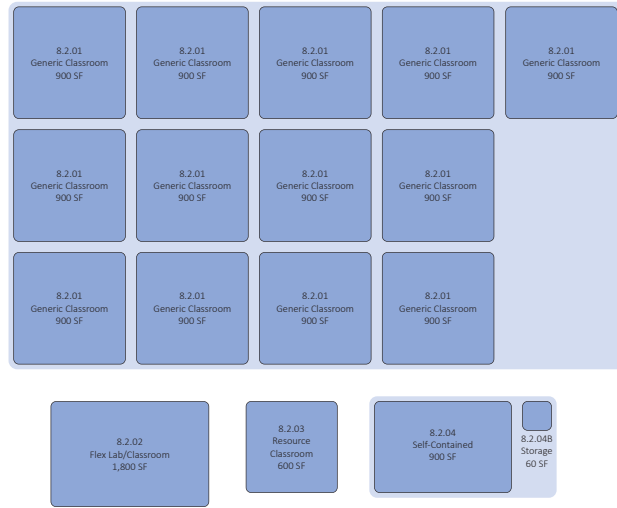 8.2.01
Generic Classroom
900 SF
8.2.01
Generic Classroom
900 SF
8.2.01
Generic Classroom
900 SF
8.2.01
Generic Classroom
900 SF
8.2.01
Generic Classroom
900 SF
8.2.01
Generic Classroom
900 SF
8.2.01
Generic Classroom
900 SF
8.2.01
Generic Classroom
900 SF
8.2.01
Generic Classroom
900 SF
8.2.01
Generic Classroom
900 SF
8.2.01
Generic Classroom
900 SF
8.2.01
Generic Classroom
900 SF
8.2.01
Generic Classroom
900 SF
8.2.02
Flex Lab/Classroom
1,800 SF
8.2.03
Resource
Classroom
600 SF
8.2.04
Self-Contained
900 SF
8.2.04B
Storage
60 SF